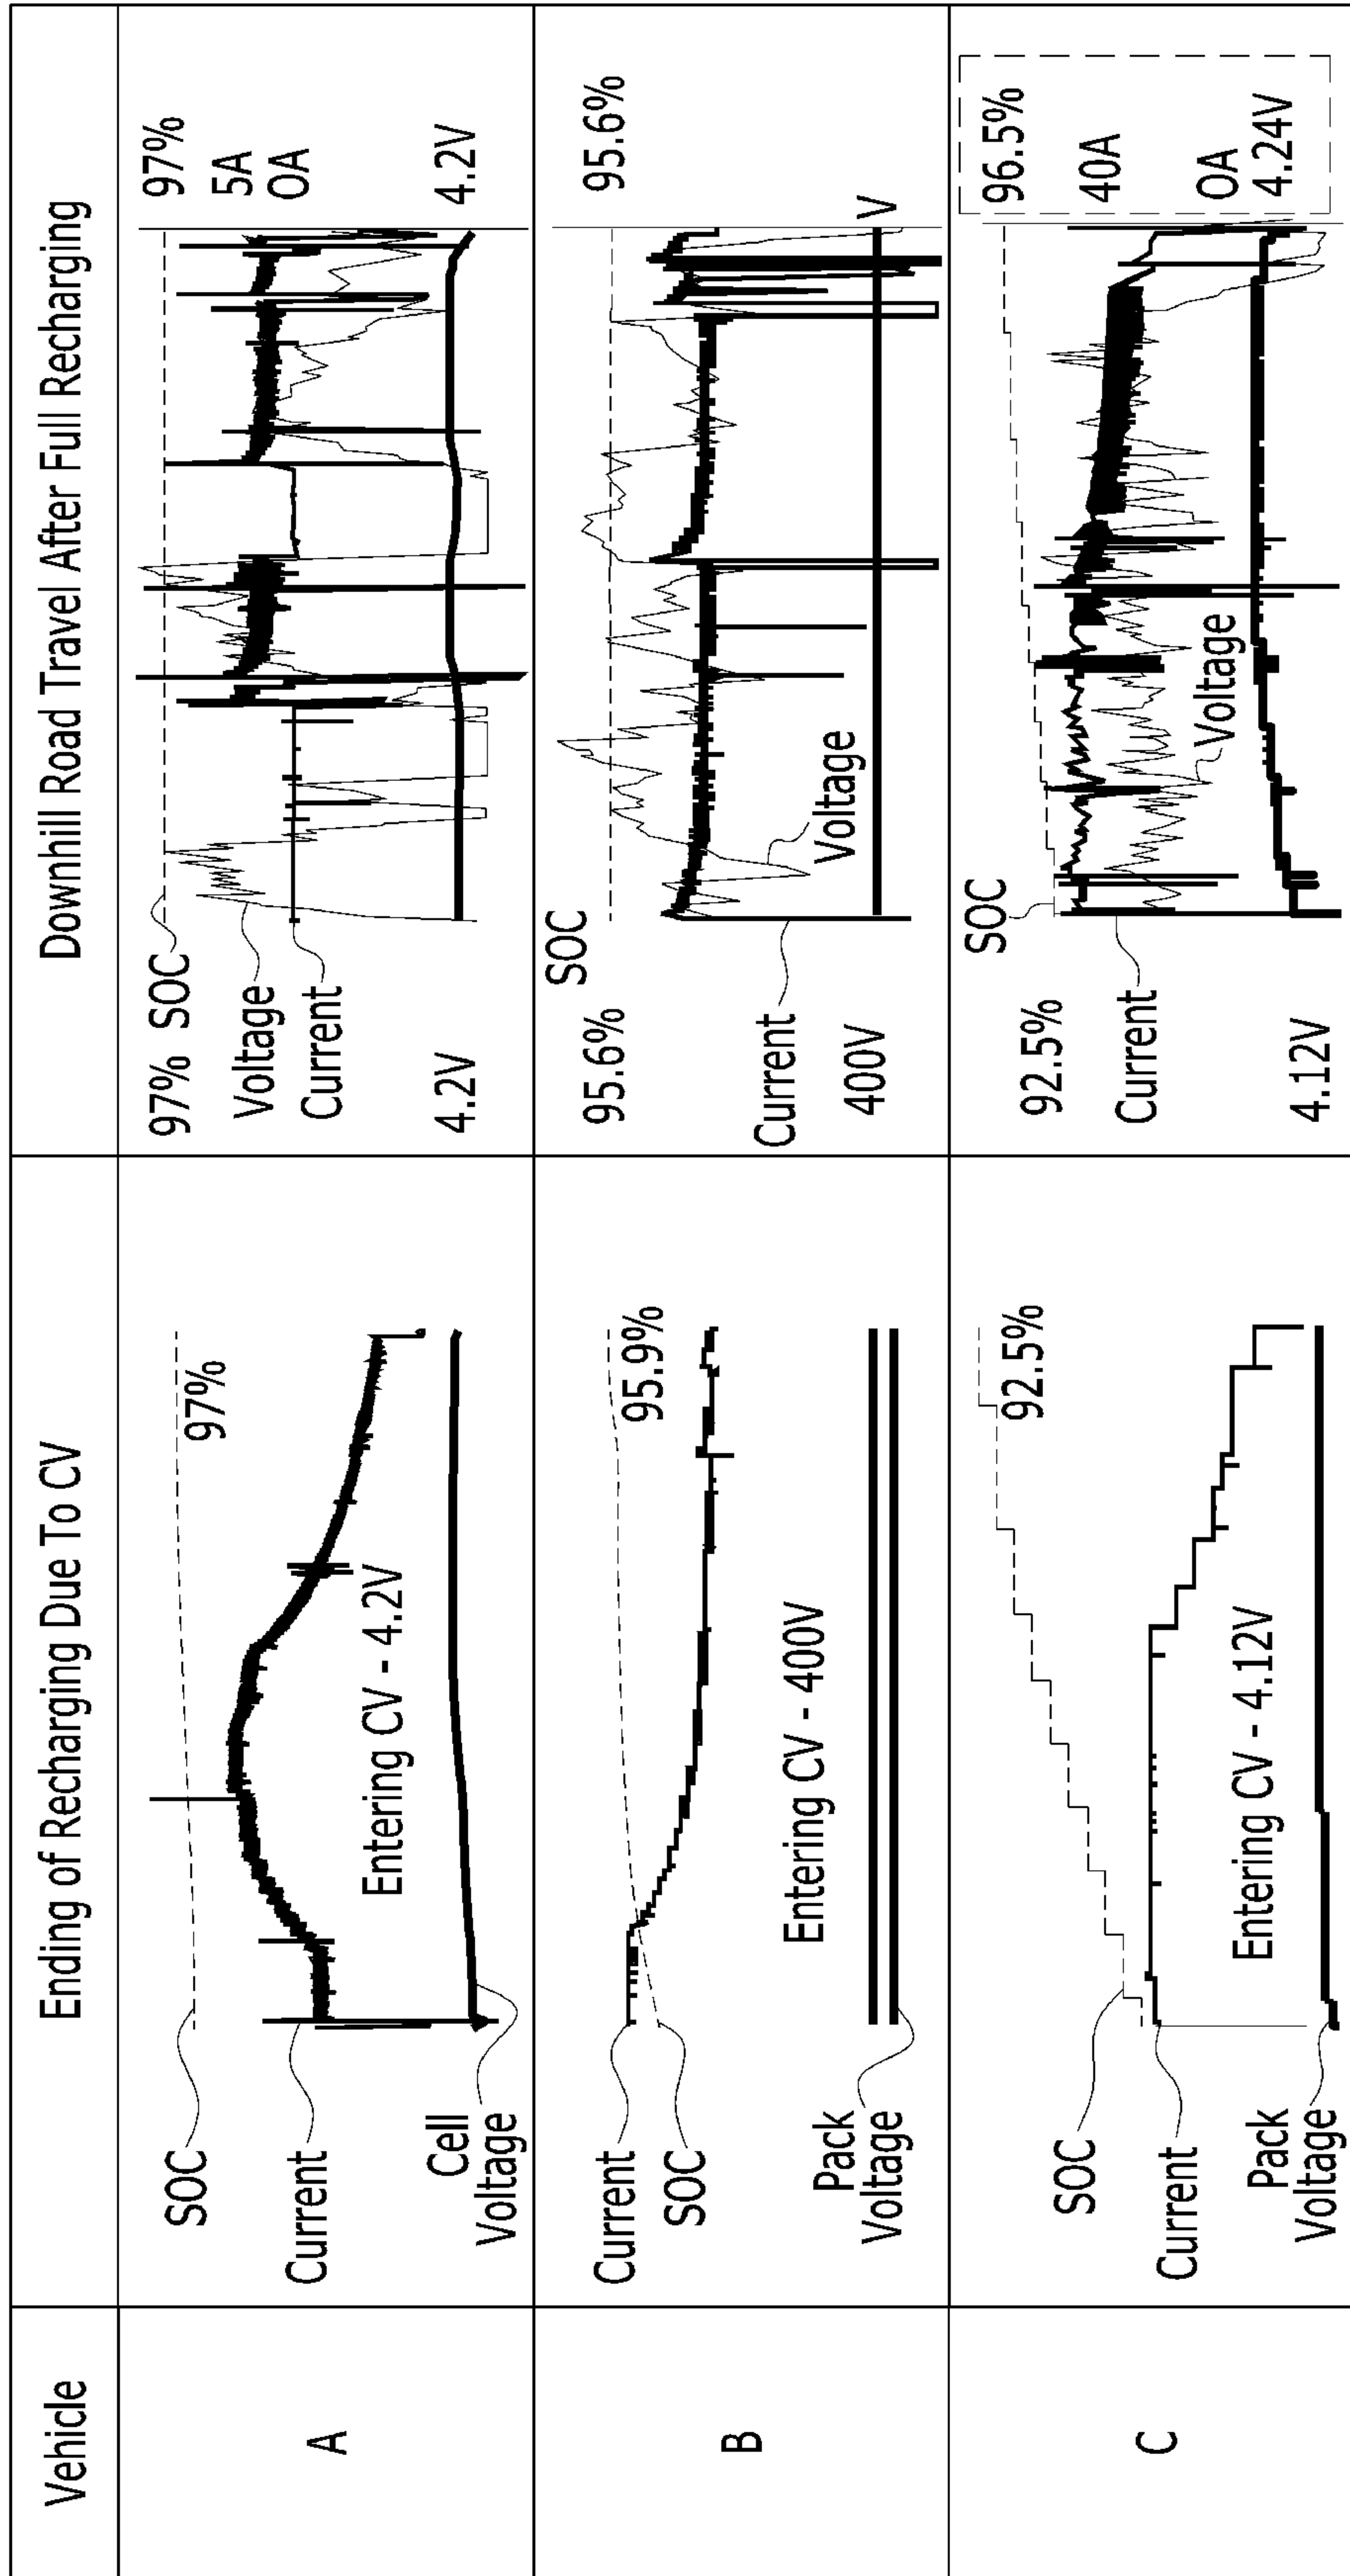 Vehicle
Ending of Recharging Due To CV
Downhill Road Travel After Full Recharging
A
SOC
Current
Cell
Voltage
97%
Entering CV - 4.2V
97% SOC
Voltage
Current
4.2V
97%
5A
OA
4.2V
B
Current
SOC
Pack
Voltage
95.9%
Entering CV - 400V
SOC
95.6%
Current
400V
Voltage
95.6%
V
C
SOC
Current
Pack
Voltage
92.5%
Entering CV - 4.12V
SOC
92.5%
Current
4.12V
Voltage
96.5%
40A
OA
4.24V